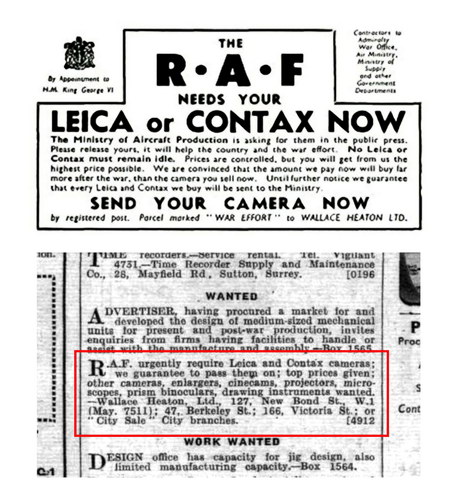 THE
R·A·F
NEEDS YOUR
By Appointment to
H.M. King George VI
Contractors to
Admiralty
War Office,
Air Ministry,
Ministry of
Supply
and other
Government
Departments
LEICA or CONTAX NOW
The Ministry of Aircraft Production is asking for them in the public press.
Please release yours, it will help the country and the war effort. No Leica or
Contax must remain idle. Prices are controlled, but you will get from us the
highest price possible. We are convinced that the amount we pay now will buy far
more after the war, than the camera you sell now. Until further notice we guarantee
that every Leica and Contax we buy will be sent to the Ministry.
SEND YOUR CAMERA NOW
by registered post. Parcel marked "WAR EFFORT" to WALLACE HEATON LTD.
TIME recorders.—Service rental. Tel. Vigilant
4731.—Time Recorder Supply and Maintenance
Co., 28, Mayfield Rd, Sutton, Surrey. [0196
WANTED
ADVERTISER, having procured a market for and
developed the design of medium-sized mechanical
units for present and post-war production, invites
enquiries from firms having facilities to handle or
assist with the manufacture and assembly.—Box 1565.
R.A.F. urgently require Leica and Contax cameras;
we guarantee to pass them on; top prices given;
other cameras, enlargers, cinecams, projectors, micro-
scopes, prism binoculars, drawing instruments wanted.
—Wallace Heaton, Ltd., 127, New Bond St., W.1
(May. 7511); 47, Berkeley St.; 166, Victoria St.; or
"City Sale" City branches. [4912
WORK WANTED
DESIGN office has capacity for jig design, also
limited manufacturing capacity.—Box 1564.